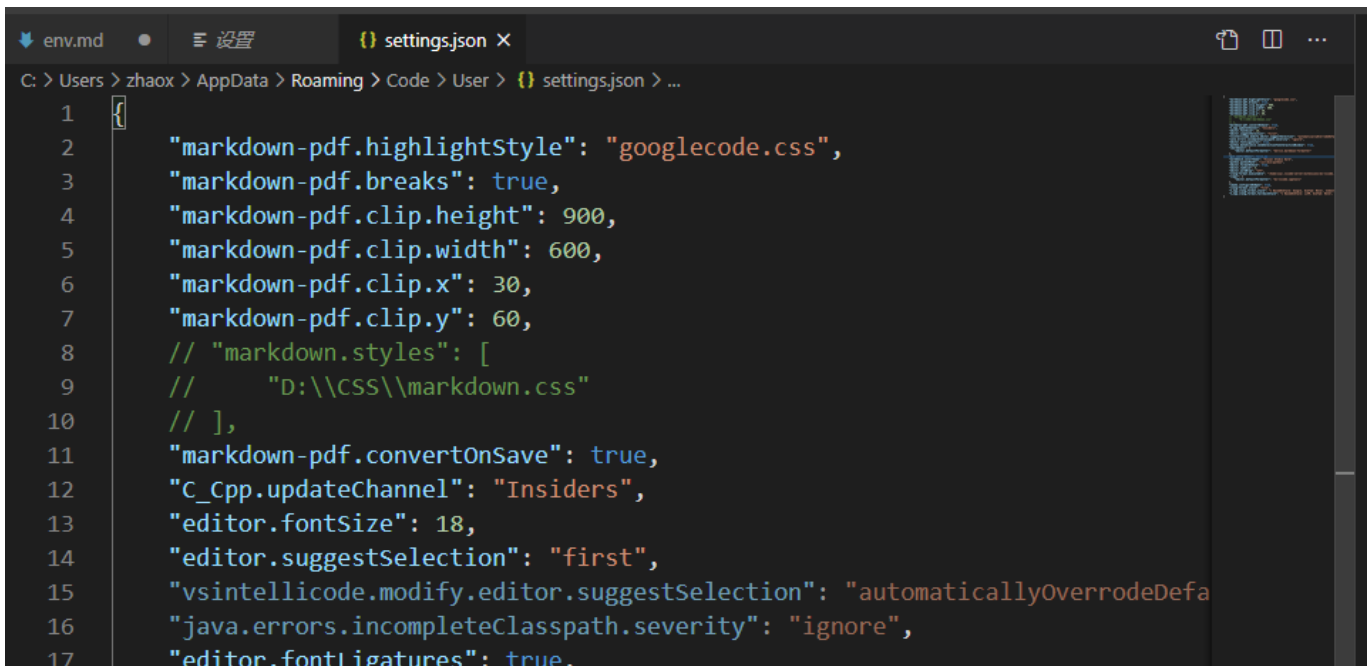 env.md ● 设置 {} settings.json ×
C: > Users > zhaox > AppData > Roaming > Code > User > {} settings.json > ...
1 {
2 "markdown-pdf.highlightStyle": "googlecode.css",
3 "markdown-pdf.breaks": true,
4 "markdown-pdf.clip.height": 900,
5 "markdown-pdf.clip.width": 600,
6 "markdown-pdf.clip.x": 30,
7 "markdown-pdf.clip.y": 60,
8 // "markdown.styles": [
9 //     "D:\\CSS\\markdown.css"
10 // ],
11 "markdown-pdf.convertOnSave": true,
12 "C_Cpp.updateChannel": "Insiders",
13 "editor.fontSize": 18,
14 "editor.suggestSelection": "first",
15 "vsintellicode.modify.editor.suggestSelection": "automaticallyOverrodeDefa
16 "java.errors.incompleteClasspath.severity": "ignore",
17 "editor.fontLigatures": true,